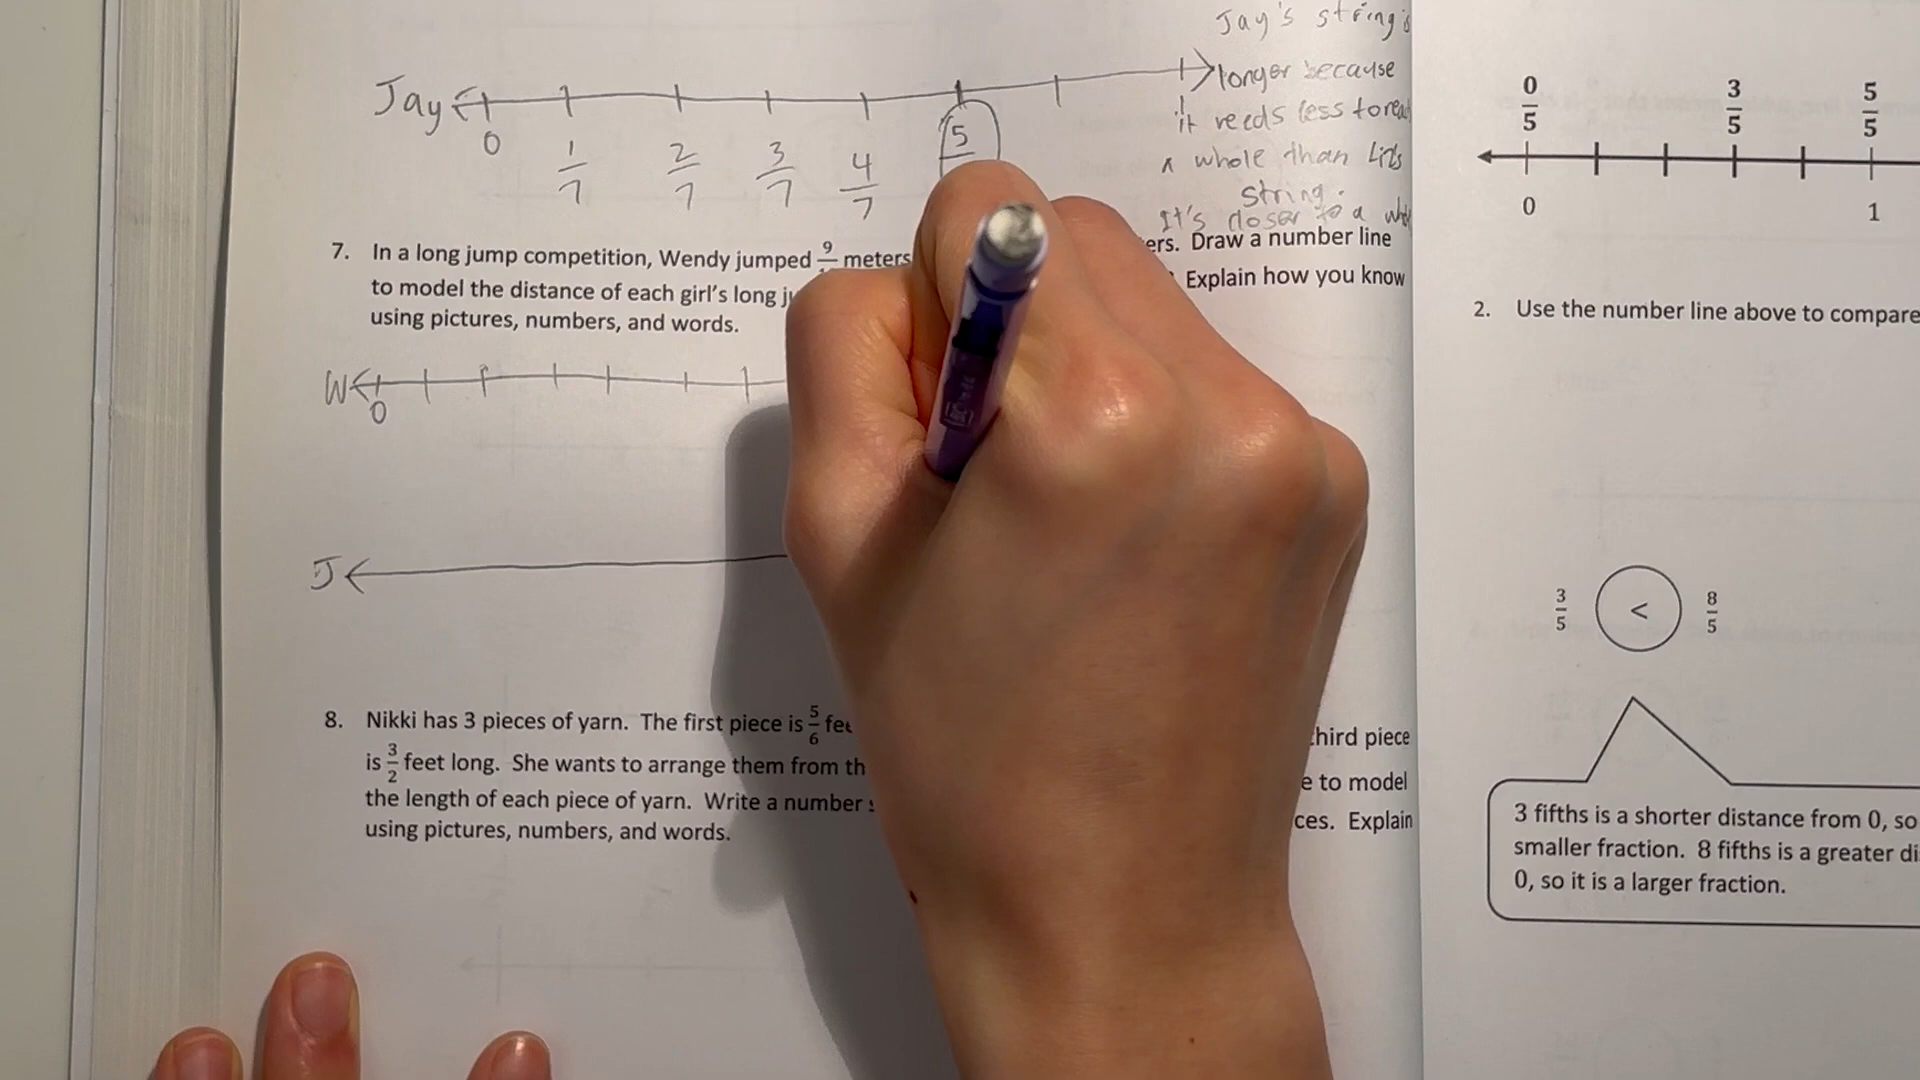 Jay's string's
Jay
longer because
it needs less to
a whole than
string.
It's closer to a
0
1/7 2/7 3/7 4/7 5
7. In a long jump competition, Wendy jumped 9 meters
ers. Draw a number line
to model the distance of each girl's long
Explain how you know
using pictures, numbers, and words.
W
0
J
8. Nikki has 3 pieces of yarn. The first piece is 5/6
third piece
is 3/2 feet long. She wants to arrange them from
e to model
the length of each piece of yarn. Write a number
ces. Explain
using pictures, numbers, and words.
0/5 3/5 5/5
0 1
2. Use the number line above to compare
3/5 < 8/5
3 fifths is a shorter distance from 0, so
smaller fraction. 8 fifths is a greater
0, so it is a larger fraction.